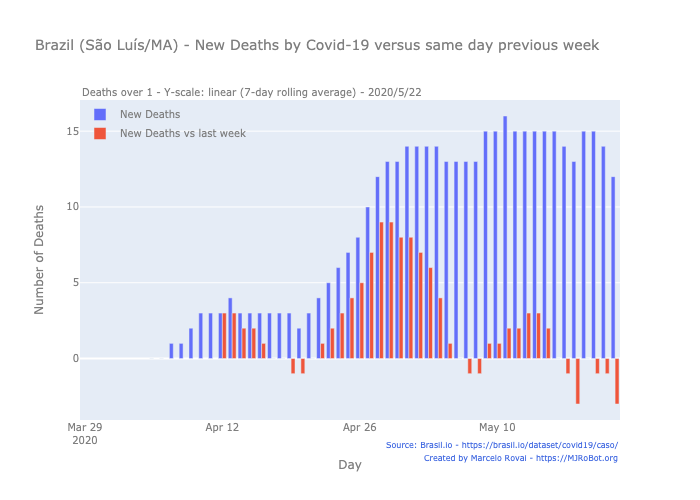 Brazil (São Luís/MA) - New Deaths by Covid-19 versus same day previous week
Deaths over 1 - Y-scale: linear (7-day rolling average) - 2020/5/22
New Deaths
New Deaths vs last week
15
10
5
0
Number of Deaths
Mar 29
2020
Apr 12
Apr 26
May 10
Day
Source: Brasil.io - https://brasil.io/dataset/covid19/caso/
Created by Marcelo Rovai - https://MJRoBot.org